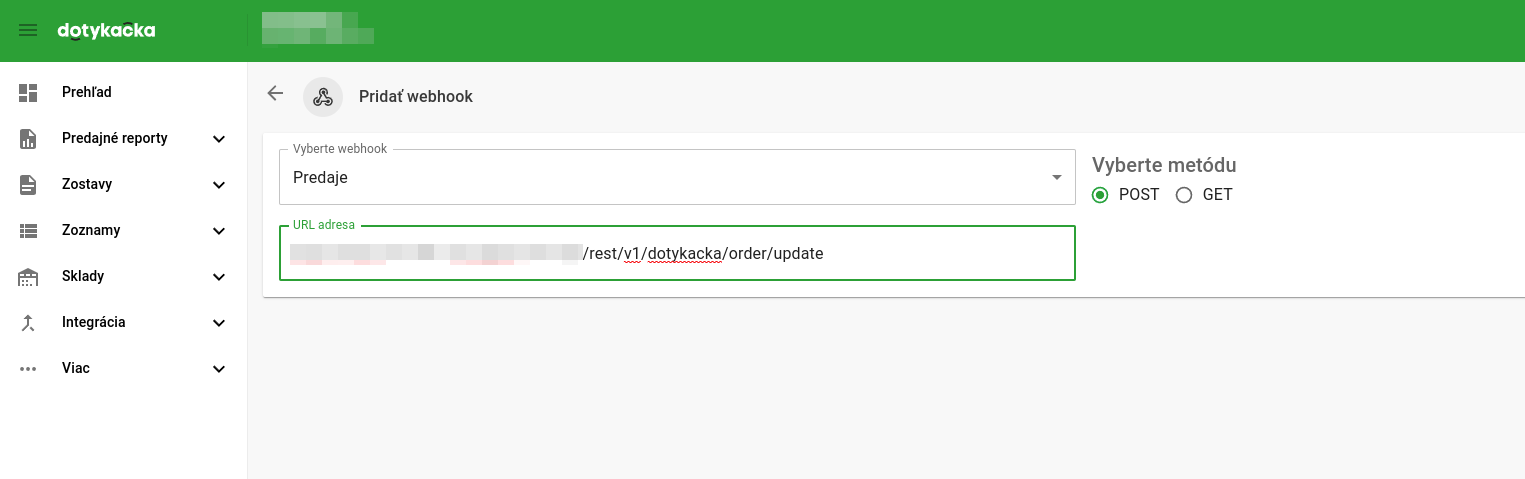 dotykačka
Prehľad
Predajné reporty
Zostavy
Zoznamy
Sklady
Integrácia
Viac
Pridať webhook
Vyberte webhook
Predaje
URL adresa
/rest/v1/dotykacka/order/update
Vyberte metódu
POST
GET